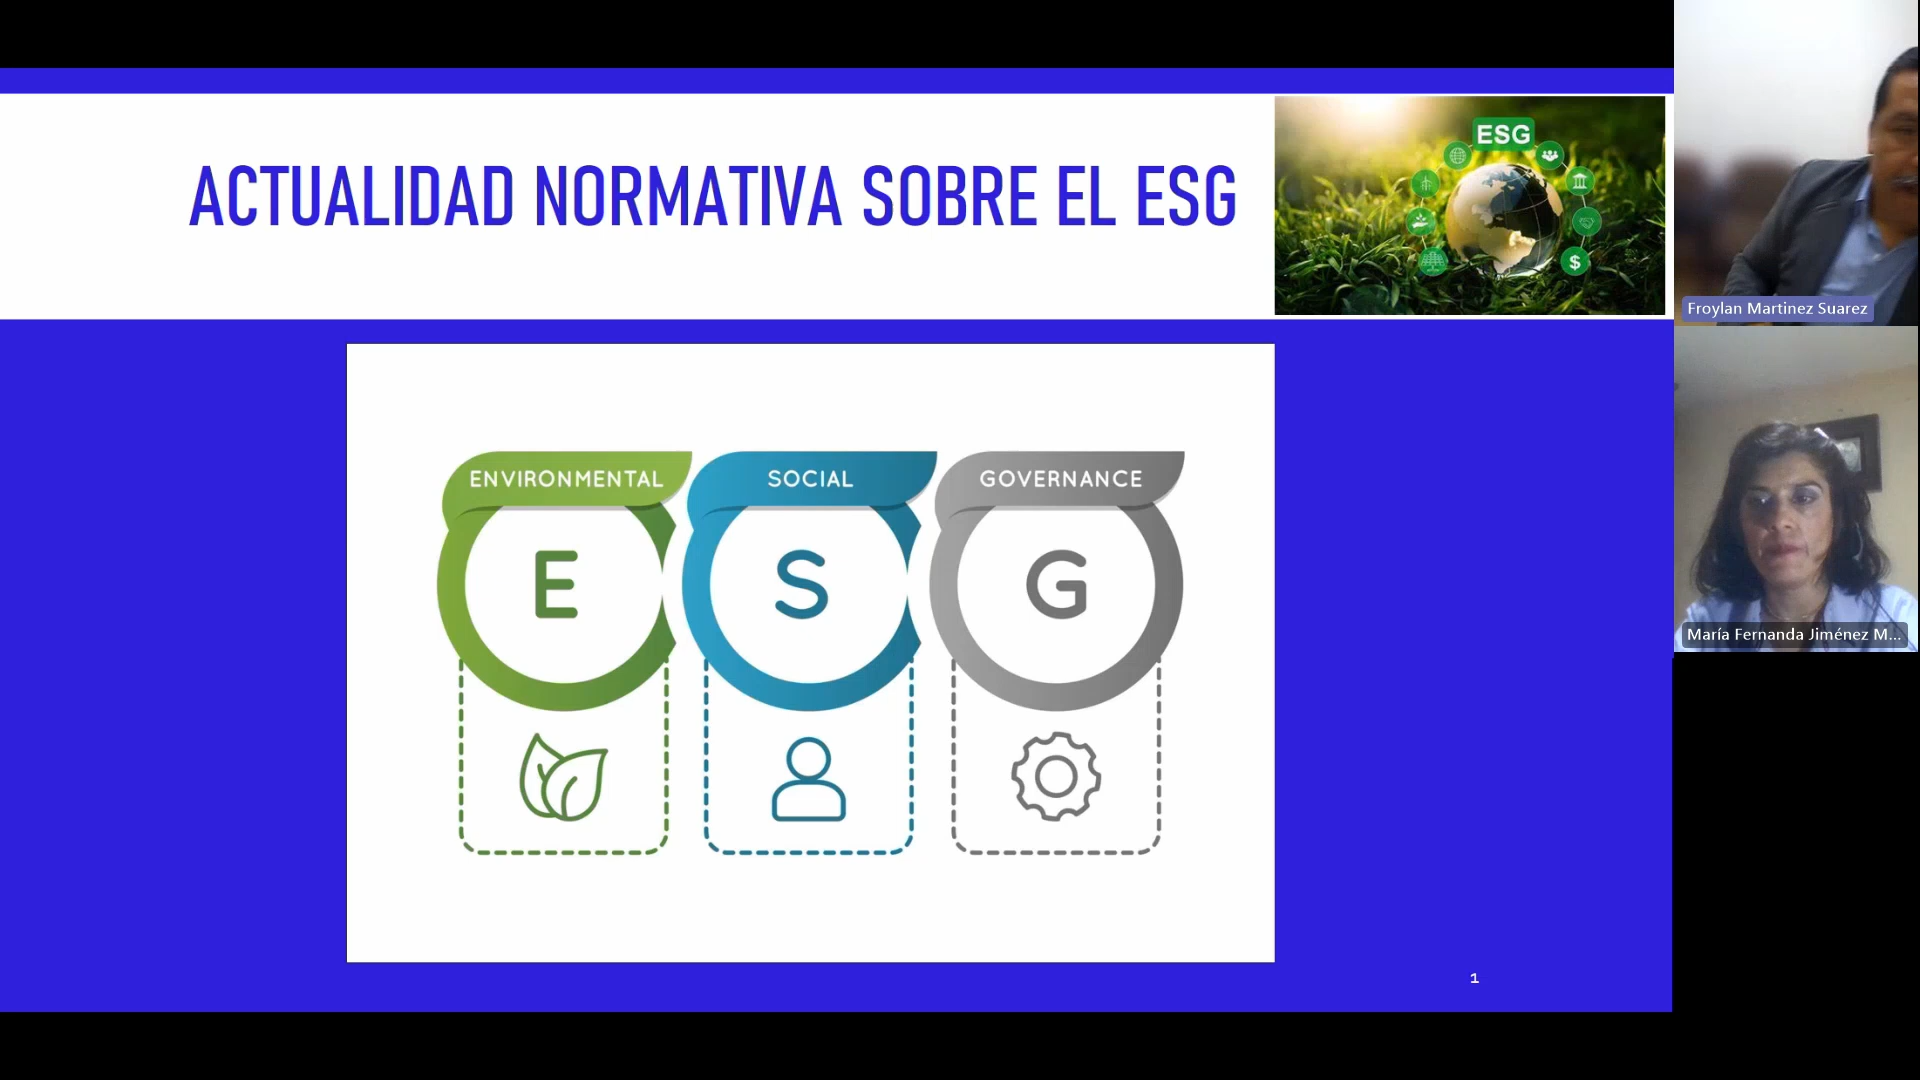 ACTUALIDAD NORMATIVA SOBRE EL ESG
ESG
$
ENVIRONMENTAL
SOCIAL
GOVERNANCE
E
S
G
1
Froylan Martinez Suarez
María Fernanda Jiménez M...